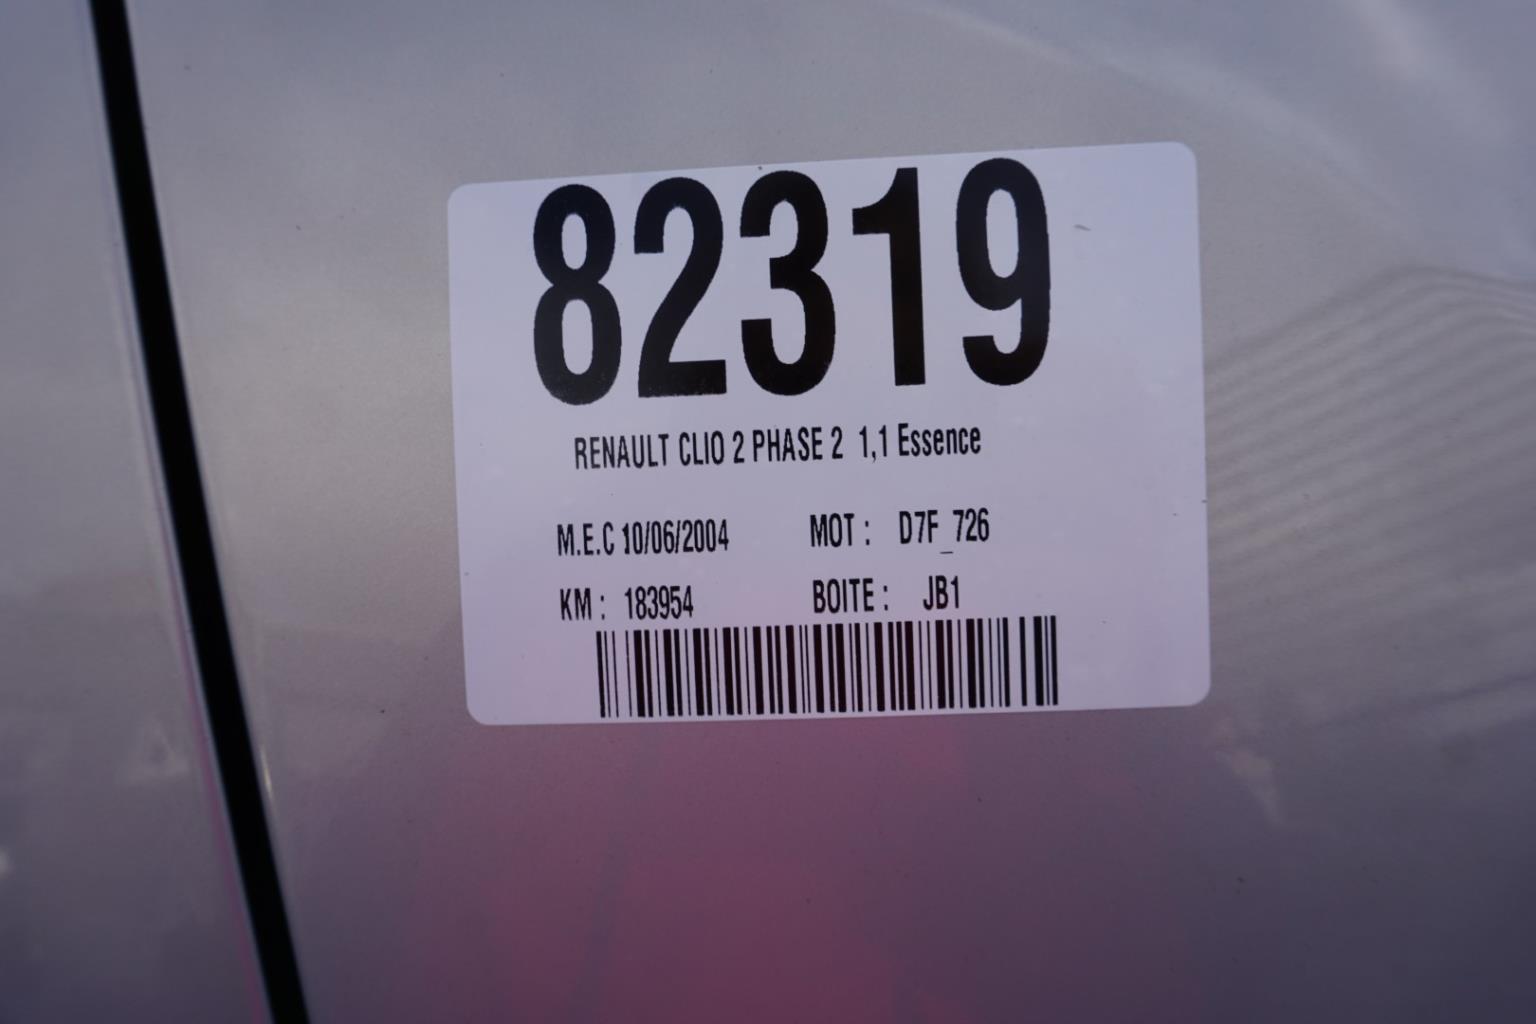 82319
RENAULT CLIO 2 PHASE 2 1,1 Essence
M.E.C 10/06/2004 MOT : D7F_726
KM : 183954 BOITE : JB1